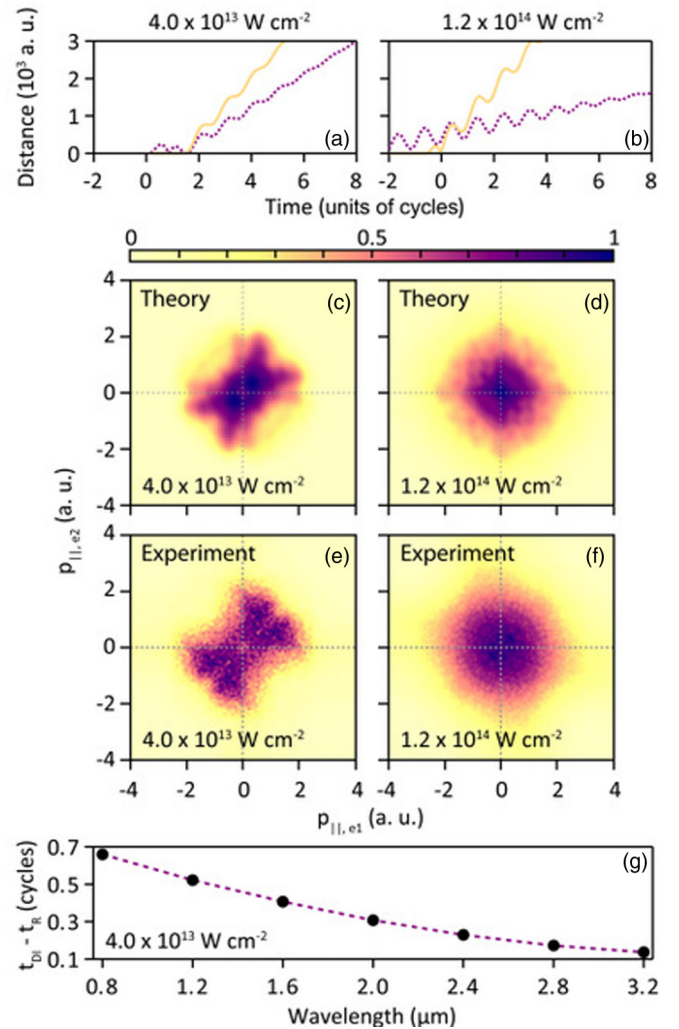 4.0 x 10¹³ W cm⁻² 1.2 x 10¹⁴ W cm⁻²
Distance (10³ a. u.)
3
2
1
0
(a) (b)
-2 0 2 4 6 8 -2 0 2 4 6 8
Time (units of cycles)
0 0.5 1
4
2
0
-2
-4
Theory (c) Theory (d)
4.0 x 10¹³ W cm⁻² 1.2 x 10¹⁴ W cm⁻²
p||, e2 (a. u.)
4
2
0
-2
-4
Experiment (e) Experiment (f)
4.0 x 10¹³ W cm⁻² 1.2 x 10¹⁴ W cm⁻²
-4 -2 0 2 4 -4 -2 0 2 4
p||, e1 (a. u.)
tDI - tR (cycles)
0.7
0.5
0.3
0.1
(g)
4.0 x 10¹³ W cm⁻²
0.8 1.2 1.6 2.0 2.4 2.8 3.2
Wavelength (μm)